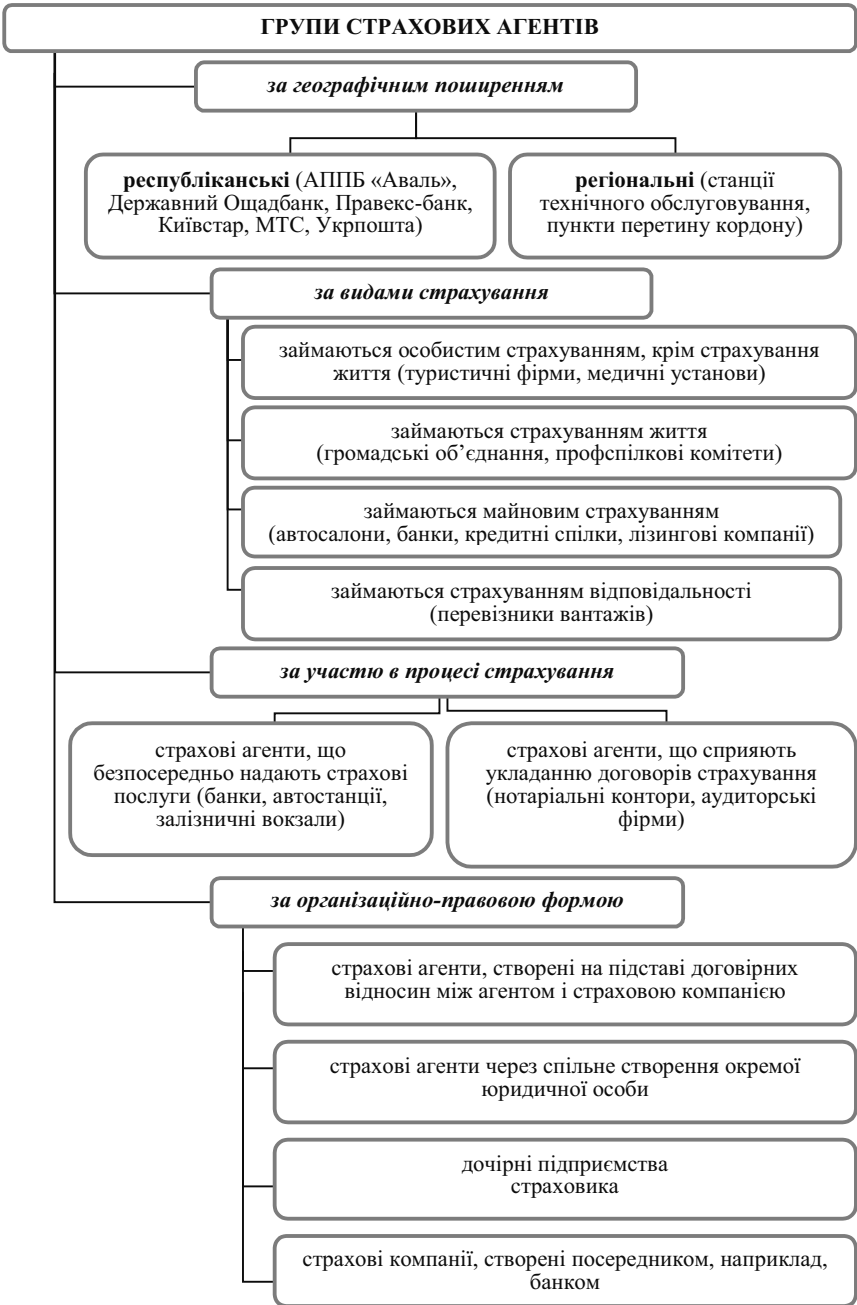 ГРУПИ СТРАХОВИХ АГЕНТІВ
за географічним поширенням
республіканські (АППБ «Аваль»,
Державний Ощадбанк, Правекс-банк,
Київстар, МТС, Укрпошта)
регіональні (станції
технічного обслуговування,
пункти перетину кордону)
за видами страхування
займаються особистим страхуванням, крім страхування
життя (туристичні фірми, медичні установи)
займаються страхуванням життя
(громадські об’єднання, профспілкові комітети)
займаються майновим страхуванням
(автосалони, банки, кредитні спілки, лізингові компанії)
займаються страхуванням відповідальності
(перевізники вантажів)
за участю в процесі страхування
страхові агенти, що
безпосередньо надають страхові
послуги (банки, автостанції,
залізничні вокзали)
страхові агенти, що сприяють
укладанню договорів страхування
(нотаріальні контори, аудиторські
фірми)
за організаційно-правовою формою
страхові агенти, створені на підставі договірних
відносин між агентом і страховою компанією
страхові агенти через спільне створення окремої
юридичної особи
дочірні підприємства
страховика
страхові компанії, створені посередником, наприклад,
банком